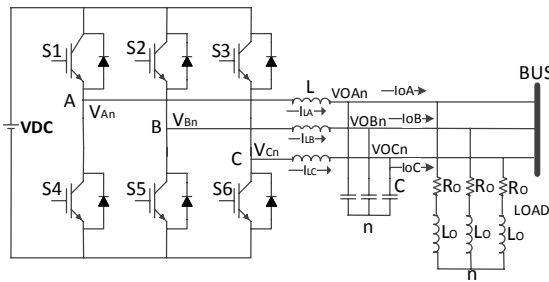 S1 S2 S3
A VAn
L
ILA
VOAn
IoA
BUS
VDC
B VBn
ILB
VOBn
IoB
C VCn
ILC
VOCn
IoC
S4 S5 S6
C
n
RO RO RO
LOAD
LO LO LO
n